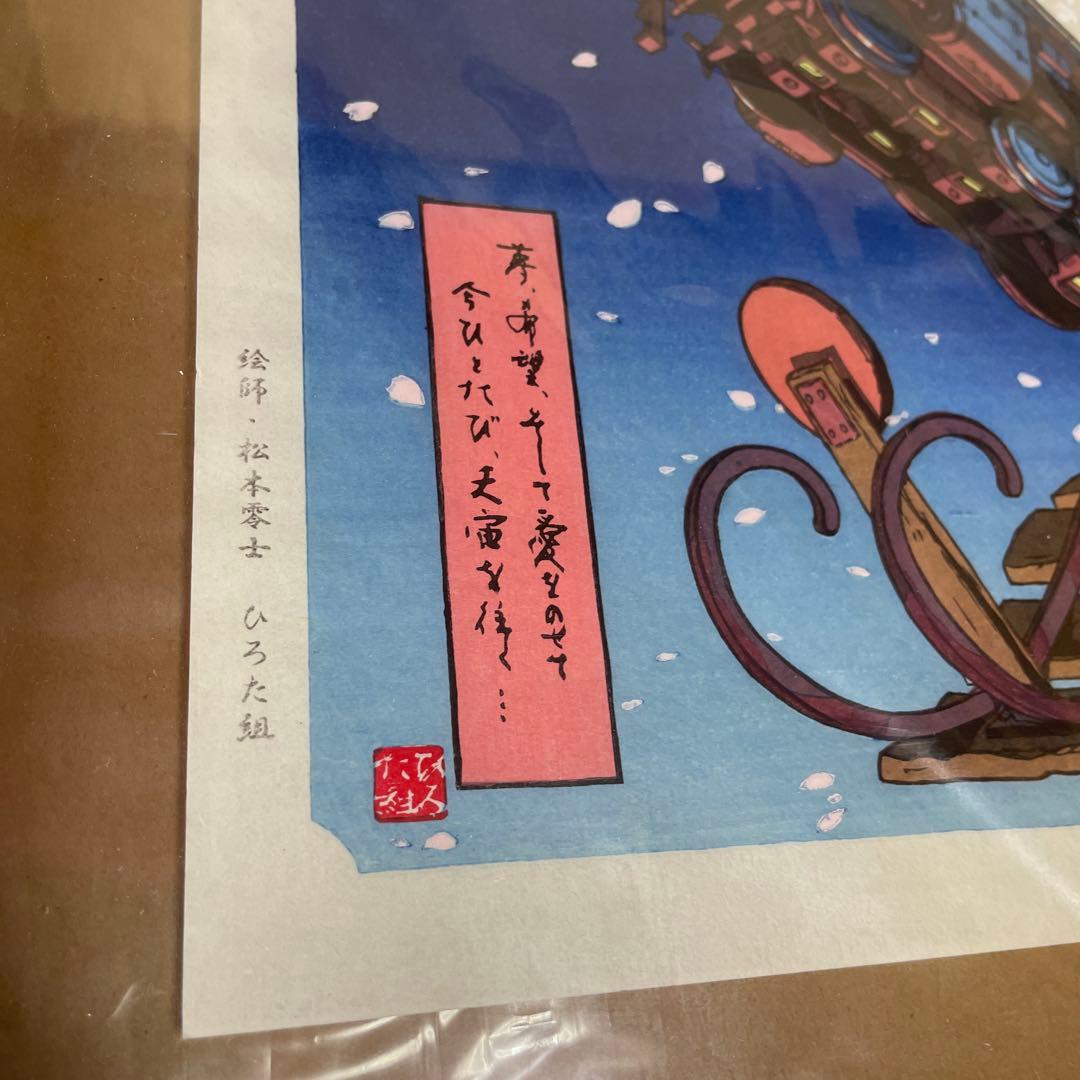 夢、希望、そして愛をのせて
今ひとたび、天宙を往く…
絵師・松本零士 ひろた組
ひろ
た組